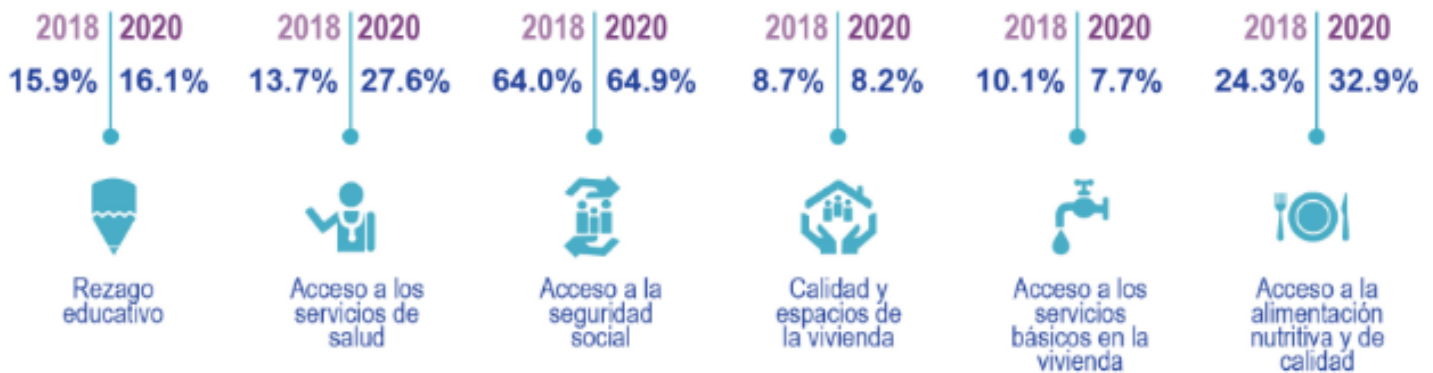 2018 2020
15.9% 16.1%
Rezago
educativo
2018 2020
13.7% 27.6%
Acceso a los
servicios de
salud
2018 2020
64.0% 64.9%
Acceso a la
seguridad
social
2018 2020
8.7% 8.2%
Calidad y
espacios de
la vivienda
2018 2020
10.1% 7.7%
Acceso a los
servicios
básicos en la
vivienda
2018 2020
24.3% 32.9%
Acceso a la
alimentación
nutritiva y de
calidad